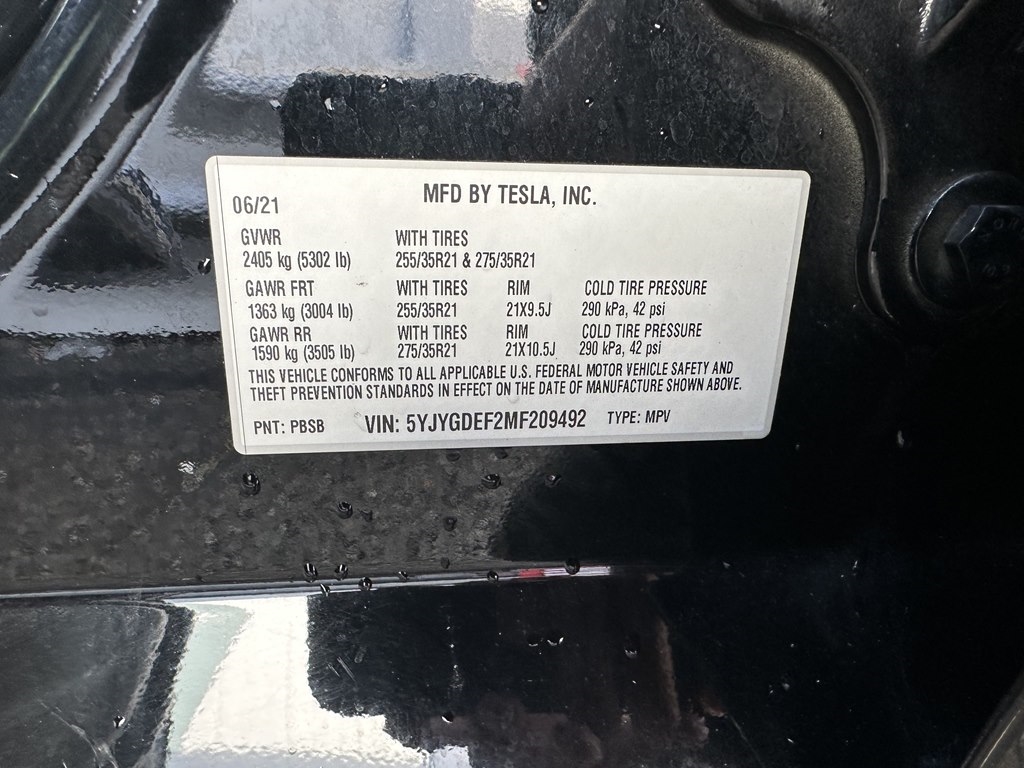 06/21 MFD BY TESLA, INC.
GVWR WITH TIRES
2405 kg (5302 lb) 255/35R21 & 275/35R21
GAWR FRT WITH TIRES RIM COLD TIRE PRESSURE
1363 kg (3004 lb) 255/35R21 21X9.5J 290 kPa, 42 psi
GAWR RR WITH TIRES RIM COLD TIRE PRESSURE
1590 kg (3505 lb) 275/35R21 21X10.5J 290 kPa, 42 psi
THIS VEHICLE CONFORMS TO ALL APPLICABLE U.S. FEDERAL MOTOR VEHICLE SAFETY AND
THEFT PREVENTION STANDARDS IN EFFECT ON THE DATE OF MANUFACTURE SHOWN ABOVE.
PNT: PBSB VIN: 5YJYGDEF2MF209492 TYPE: MPV
10.9